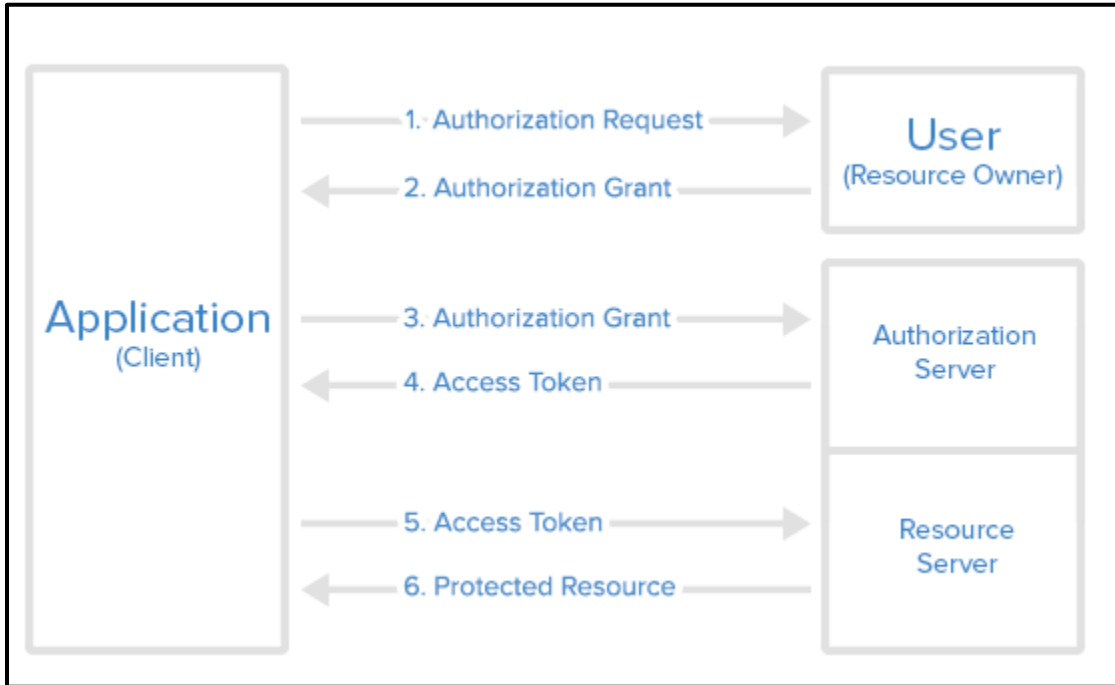 1. Authorization Request
User
(Resource Owner)
2. Authorization Grant
Application
(Client)
3. Authorization Grant
Authorization
Server
4. Access Token
5. Access Token
Resource
Server
6. Protected Resource